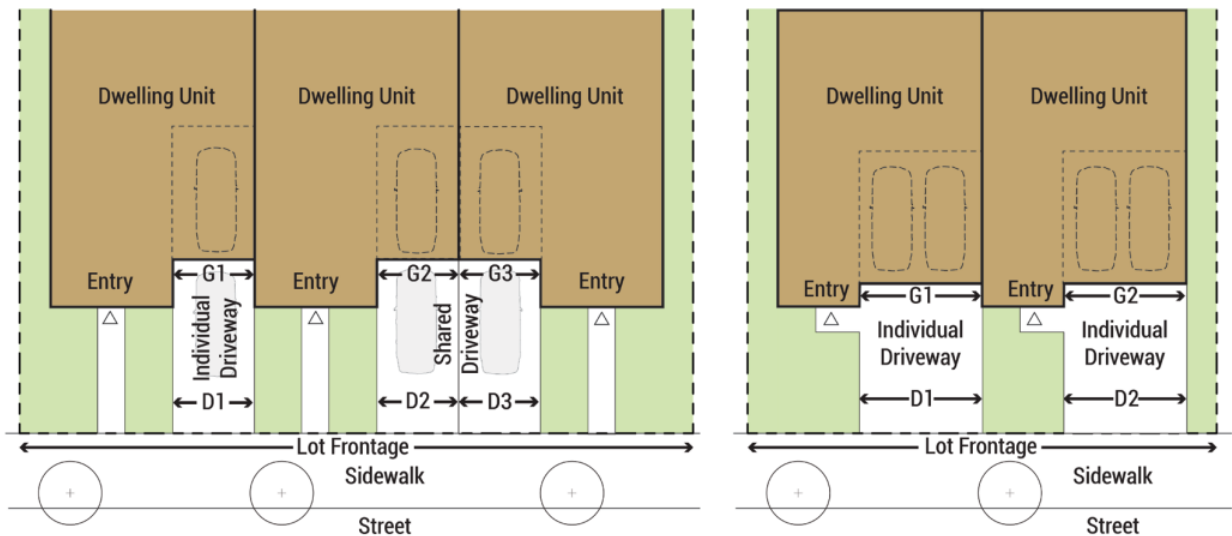 Dwelling Unit
Dwelling Unit
Dwelling Unit
Entry
G1
Entry
G2
G3
Entry
Individual
Driveway
Shared
Driveway
D1
D2
D3
Lot Frontage
Sidewalk
Street
Dwelling Unit
Dwelling Unit
Entry
G1
Entry
G2
Individual
Driveway
Individual
Driveway
D1
D2
Lot Frontage
Sidewalk
Street